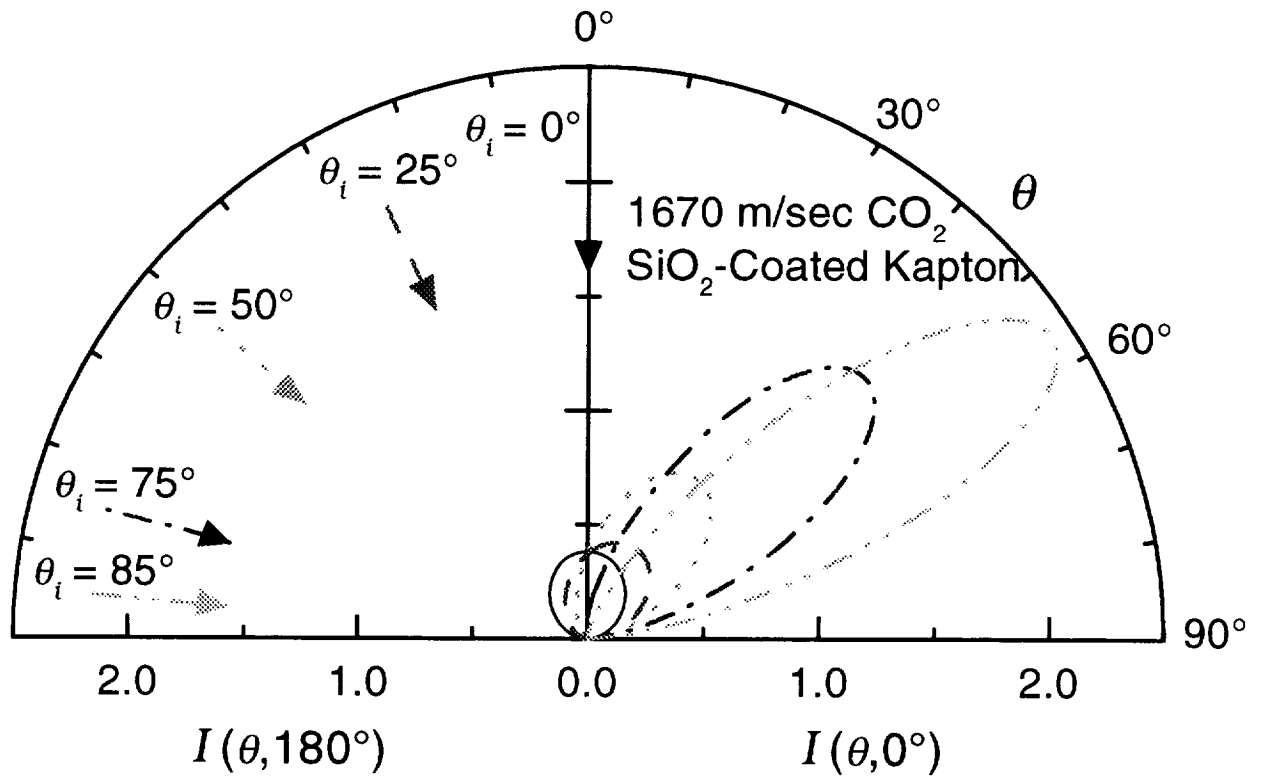 0°
30°
θi = 0°
θi = 25°
θ
1670 m/sec CO2
SiO2-Coated Kapton
θi = 50°
60°
θi = 75°
θi = 85°
90°
2.0 1.0 0.0 1.0 2.0
I(θ,180°) I(θ,0°)